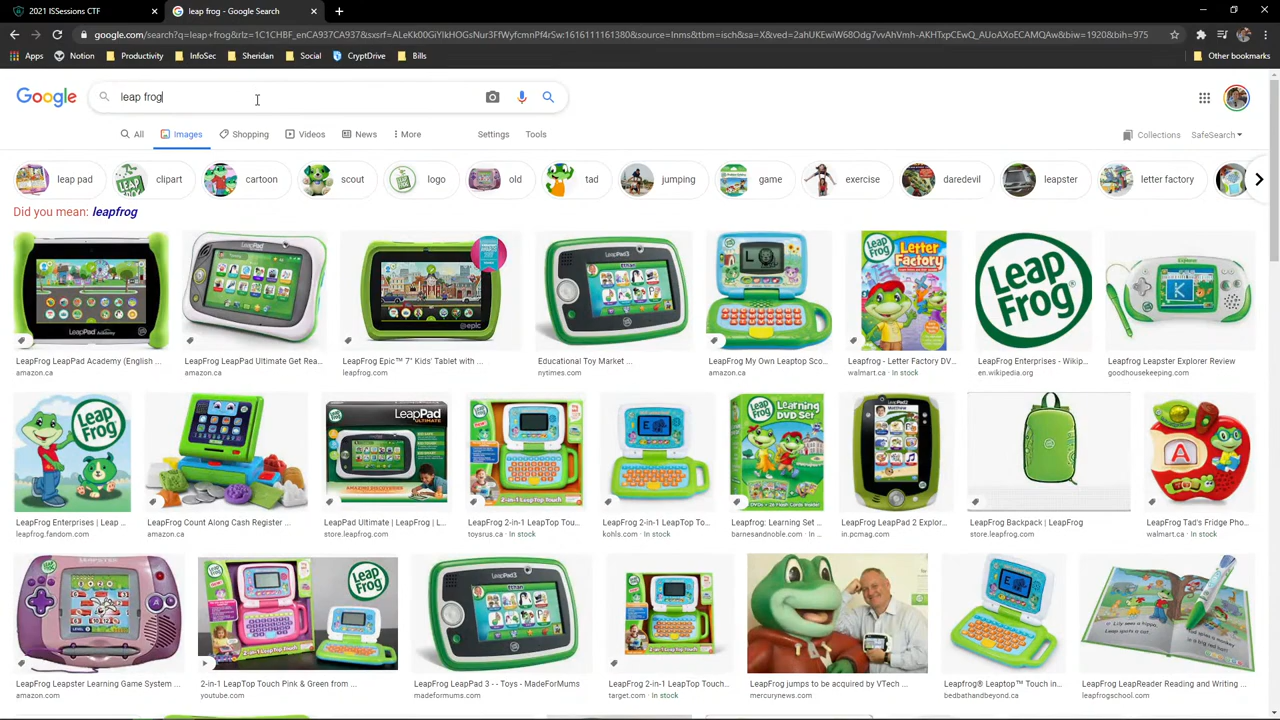 2021 ISSessions CTF
leap frog - Google Search
google.com/search?q=leap+frog&rlz=1C1CHBF_enCA937CA937&sxsrf=ALeKk00GiYlkHOGsNur3FfWyfcmnPf4rSw:1616111161380&source=lnms&tbm=isch&sa=X&ved=2ahUKEwiW68Odg7vvAhVmh-AKHTxpCEwQ_AUoAXoECAMQAw&biw=1920&bih=975
Apps Notion Productivity InfoSec Sheridan Social CryptDrive Bills Other bookmarks
Google leap frog
All Images Shopping Videos News More Settings Tools Collections SafeSearch
leap pad clipart cartoon scout logo old tad jumping game exercise daredevil leapster letter factory
Did you mean: leapfrog
LeapFrog LeapPad Academy (English ... LeapFrog LeapPad Ultimate Get Rea... LeapFrog Epic™ 7" Kids' Tablet with ... Educational Toy Market ... LeapFrog My Own Leaptop Sco... Leapfrog - Letter Factory DV... LeapFrog Enterprises - Wikip... Leapfrog Leapster Explorer Review
amazon.ca amazon.ca leapfrog.com nytimes.com amazon.ca walmart.ca · In stock en.wikipedia.org goodhousekeeping.com
LeapFrog Enterprises | Leap ... LeapFrog Count Along Cash Register ... LeapPad Ultimate | LeapFrog | L... LeapFrog 2-in-1 LeapTop Tou... LeapFrog 2-in-1 LeapTop To... Leapfrog: Learning Set ... LeapFrog LeapPad 2 Explor... LeapFrog Backpack | LeapFrog LeapFrog Tad's Fridge Pho...
leapfrog.fandom.com amazon.ca store.leapfrog.com toysrus.ca · In stock kohls.com · In stock barnesandnoble.com · In ... in.pcmag.com store.leapfrog.com walmart.ca · In stock
LeapFrog Leapster Learning Game System ... 2-in-1 LeapTop Touch Pink & Green from ... LeapFrog LeapPad 3 - - Toys - MadeForMums LeapFrog 2-in-1 LeapTop Touch... LeapFrog jumps to be acquired by VTech ... Leapfrog® Leaptop™ Touch in... LeapFrog LeapReader Reading and Writing ...
amazon.com youtube.com madeformums.com target.com · In stock mercurynews.com bedbathandbeyond.ca leapfrogschool.com